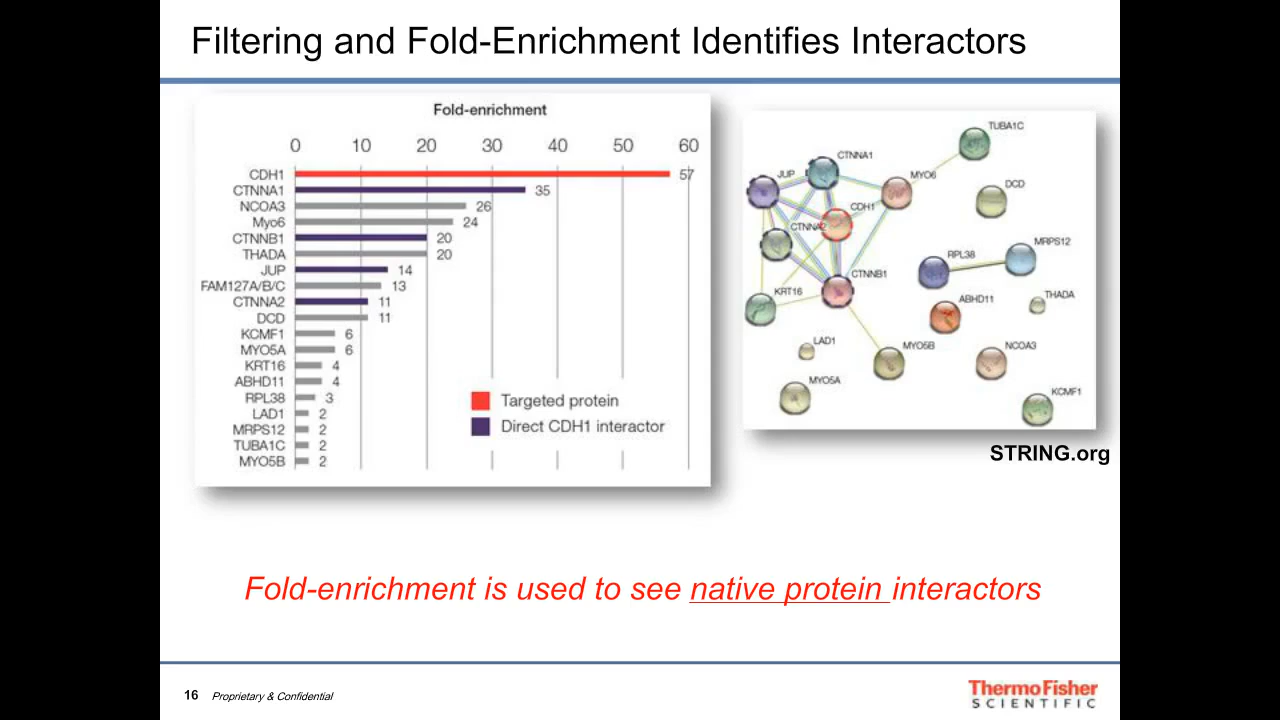 Filtering and Fold-Enrichment Identifies Interactors
Fold-enrichment
0 10 20 30 40 50 60
CDH1 57
CTNNA1 35
NCOA3 26
Myo6 24
CTNNB1 20
THADA 20
JUP 14
FAM127A/B/C 13
CTNNA2 11
DCD 11
KCMF1 6
MYO5A 6
KRT16 4
ABHD11 4
RPL38 3
LAD1 2
MRPS12 2
TUBA1C 2
MYO5B 2
Targeted protein
Direct CDH1 interactor
TUBA1C
CTNNA1
JUP
MYO6
DCD
CDH1
CTNNA2
MRPS12
RPL38
CTNNB1
KRT16
ABHD11
THADA
LAD1
MYO5B
NCOA3
MYO5A
KCMF1
STRING.org
Fold-enrichment is used to see native protein interactors
16 Proprietary & Confidential
ThermoFisher
SCIENTIFIC